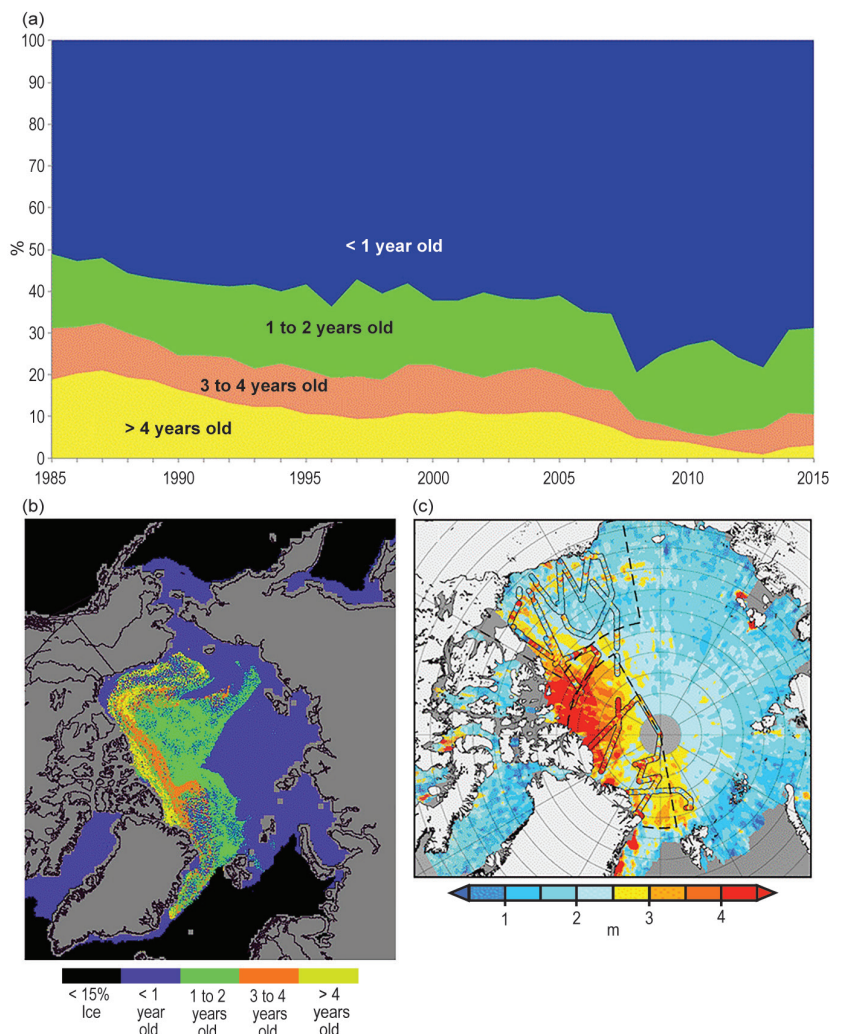 (a)
100
90
80
70
60
50
40
30
20
10
0
%
< 1 year old
1 to 2 years old
3 to 4 years old
> 4 years old
1985 1990 1995 2000 2005 2010 2015
(b)
(c)
1 2 3 4
m
< 15% < 1 1 to 2 3 to 4 > 4
Ice year years years years
old old old old